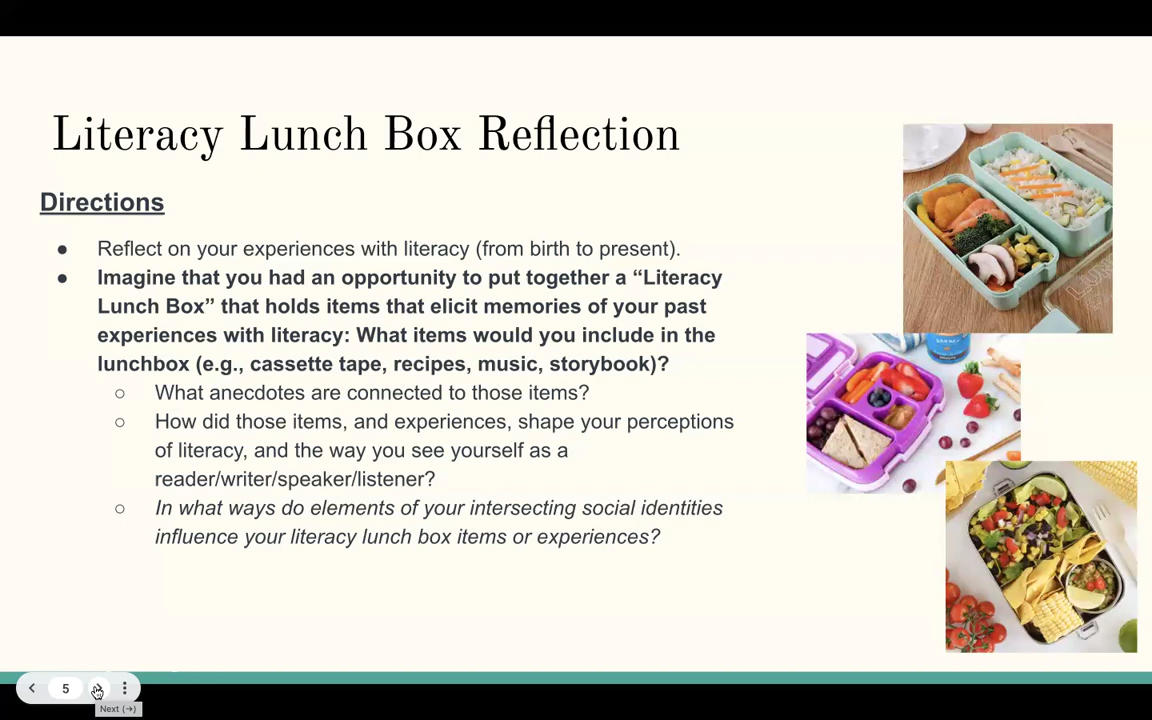 Literacy Lunch Box Reflection
Directions
● Reflect on your experiences with literacy (from birth to present).
● Imagine that you had an opportunity to put together a “Literacy
Lunch Box” that holds items that elicit memories of your past
experiences with literacy: What items would you include in the
lunchbox (e.g., cassette tape, recipes, music, storybook)?
○ What anecdotes are connected to those items?
○ How did those items, and experiences, shape your perceptions
of literacy, and the way you see yourself as a
reader/writer/speaker/listener?
○ In what ways do elements of your intersecting social identities
influence your literacy lunch box items or experiences?
5
Next (→)